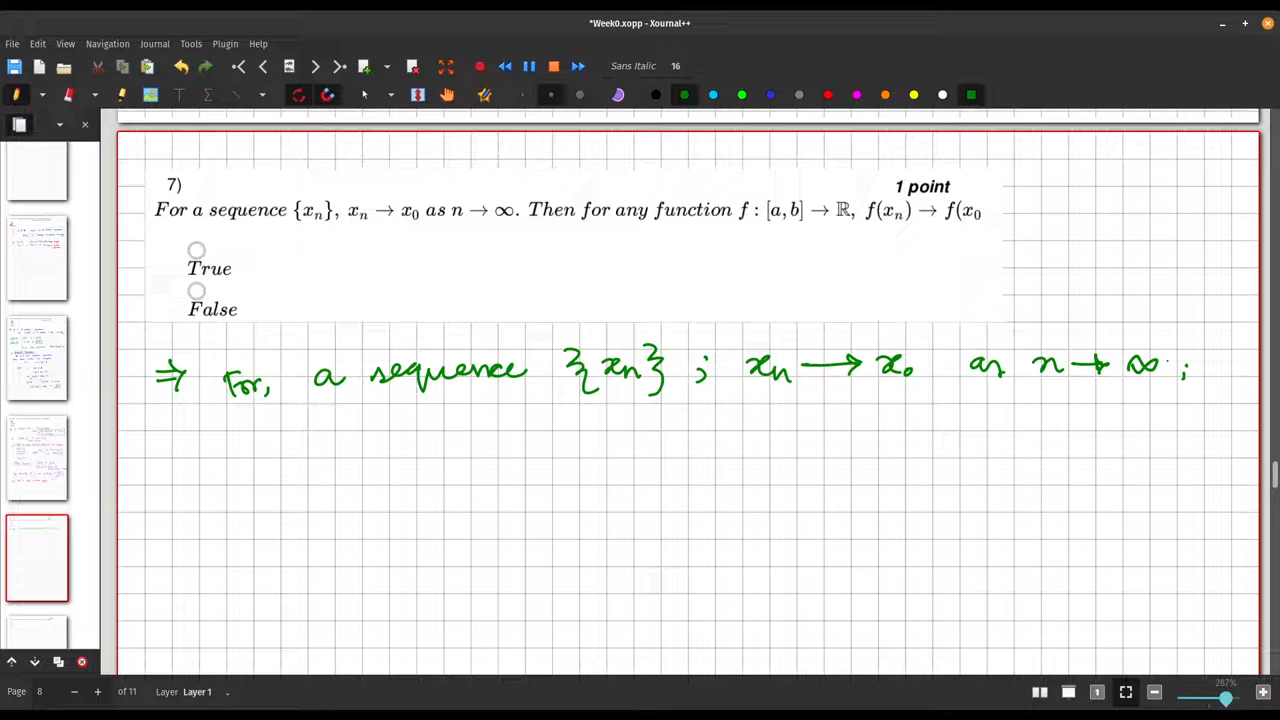 *Week0.xopp - Xournal++
File Edit View Navigation Journal Tools Plugin Help
Sans Italic 16
7)
1 point
For a sequence {xₙ}, xₙ → x₀ as n → ∞. Then for any function f : [a, b] → ℝ, f(xₙ) → f(x₀
True
False
⇒ For, a sequence {xₙ} ; xₙ → x₀ as n → ∞ ;
Page 8 of 11 Layer Layer 1 287%